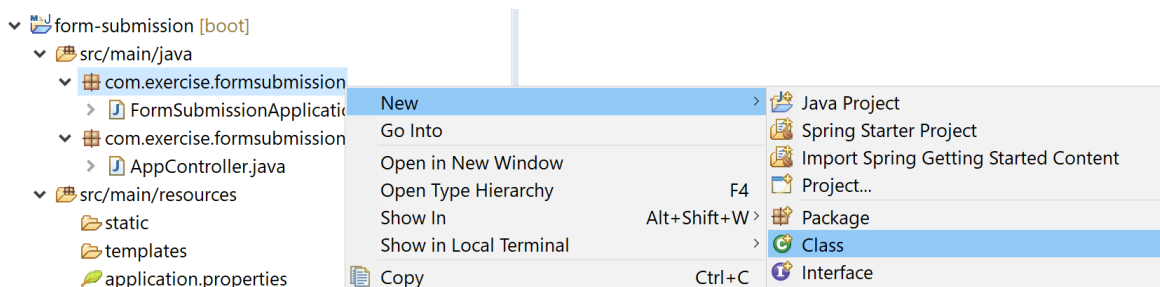 form-submission [boot]
src/main/java
com.exercise.formsubmission
FormSubmissionApplicatio
com.exercise.formsubmission
AppController.java
src/main/resources
static
templates
application.properties
New
Go Into
Open in New Window
Open Type Hierarchy F4
Show In Alt+Shift+W
Show in Local Terminal
Copy Ctrl+C
Java Project
Spring Starter Project
Import Spring Getting Started Content
Project...
Package
Class
Interface